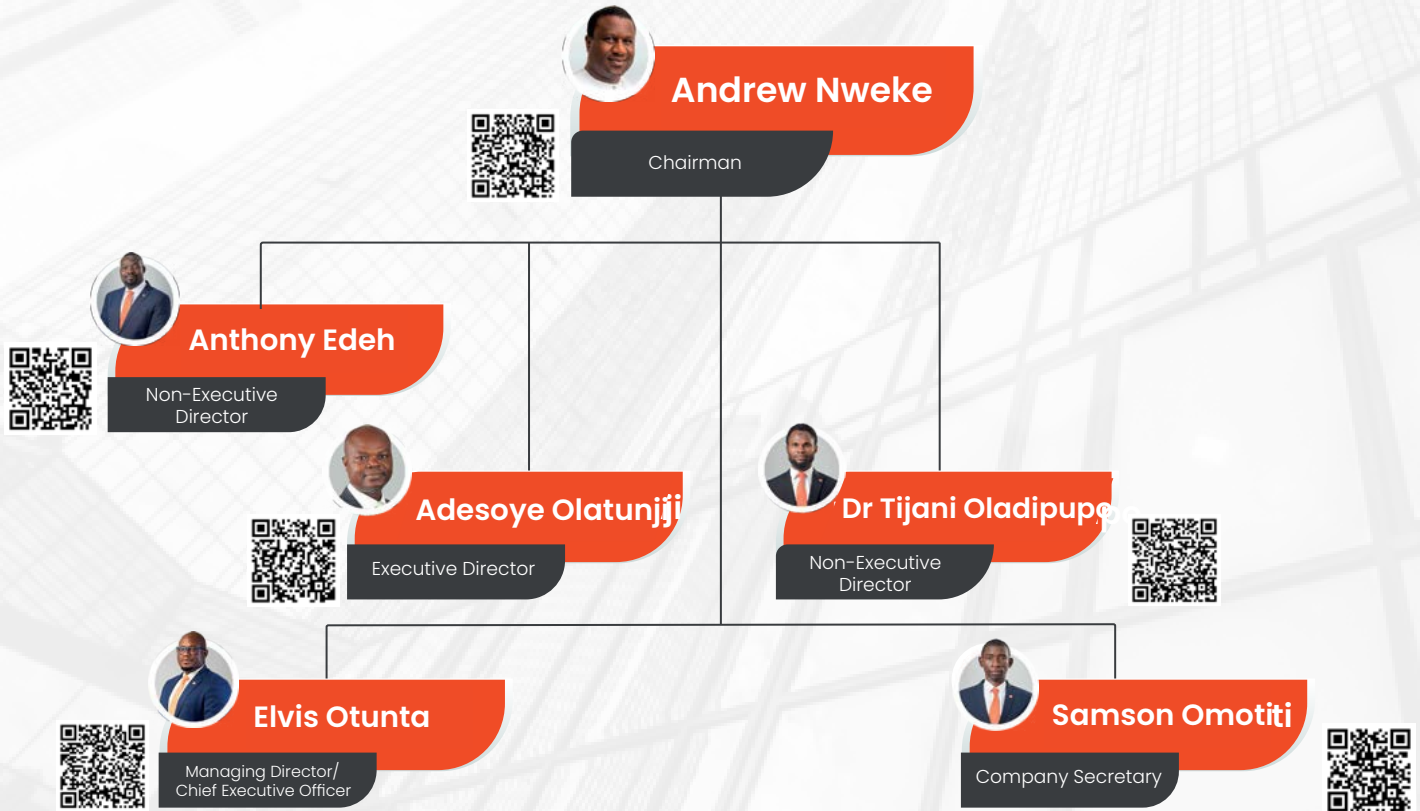 Andrew Nweke
Chairman
Anthony Edeh
Non-Executive
Director
Adesoye Olatunji
Executive Director
Dr Tijani Oladipupo
Non-Executive
Director
Elvis Otunta
Managing Director/
Chief Executive Officer
Samson Omotiti
Company Secretary